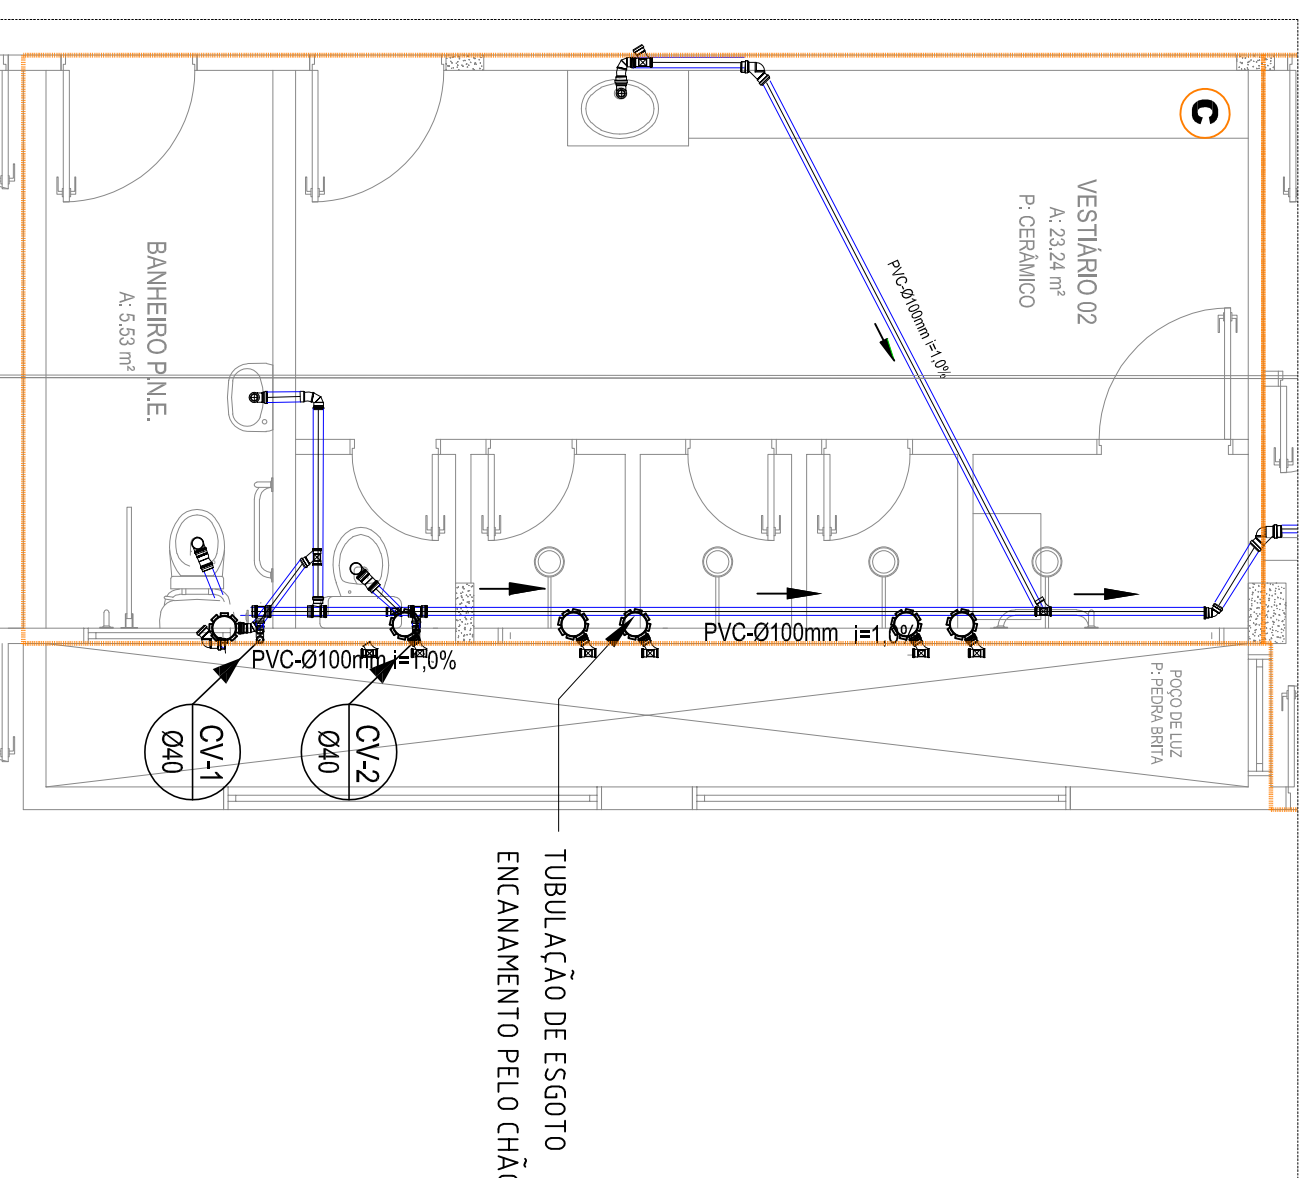 C
VESTIÁRIO 02
A: 23,24 m²
P: CERÂMICO
PVC-Ø100mm i=1,0%
BANHEIRO P.N.E.
A: 5.53 m²
PVC-Ø100mm i=1,0%
PVC-Ø100mm i=1,0%
POÇO DE LUZ
P: PEDRA BRITA
CV-1
Ø40
CV-2
Ø40
TUBULAÇÃO DE ESGOTO
ENCANAMENTO PELO CHÃO